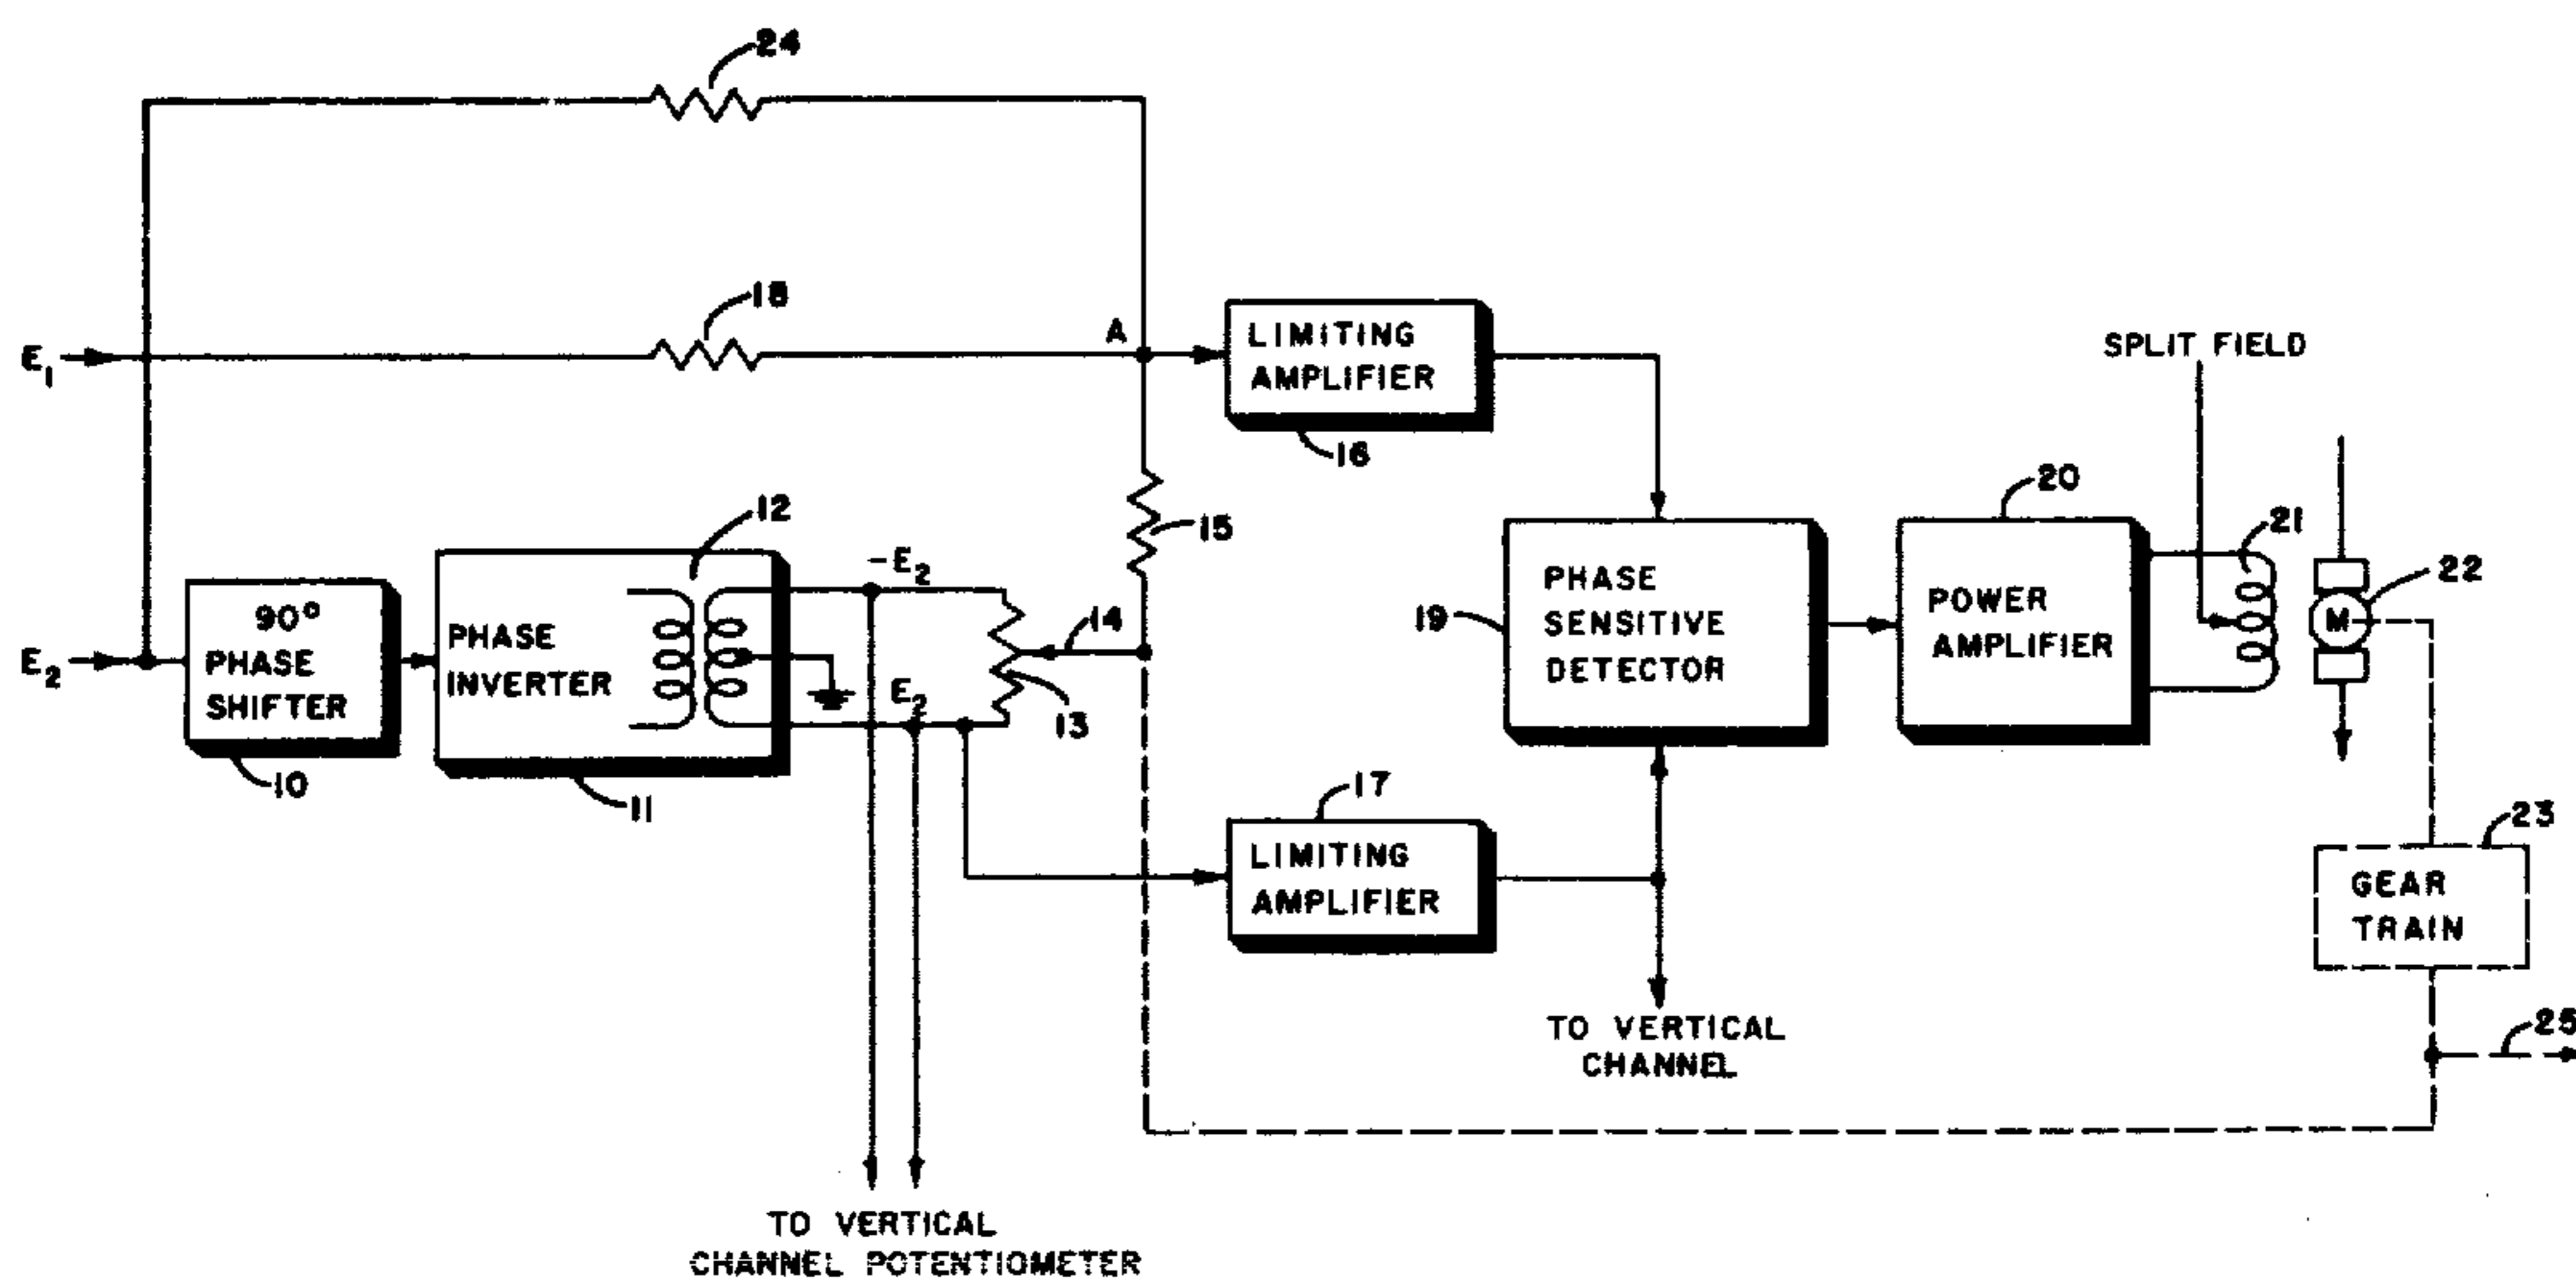 24
18
E₁
A
LIMITING
AMPLIFIER
16
SPLIT FIELD
12
-E₂
15
14
13
E₂
90°
PHASE
SHIFTER
10
PHASE
INVERTER
11
E₂
19
PHASE
SENSITIVE
DETECTOR
20
POWER
AMPLIFIER
21
M
22
17
LIMITING
AMPLIFIER
23
GEAR
TRAIN
25
TO VERTICAL
CHANNEL
TO VERTICAL
CHANNEL POTENTIOMETER